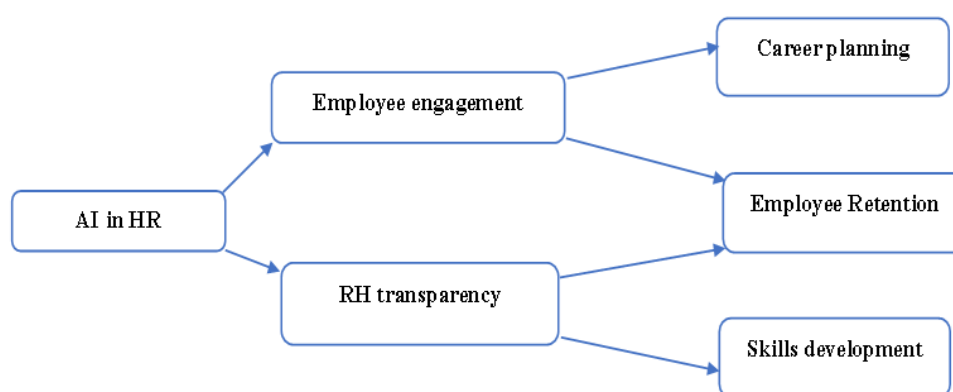 Career planning
Employee engagement
Employee Retention
AI in HR
RH transparency
Skills development